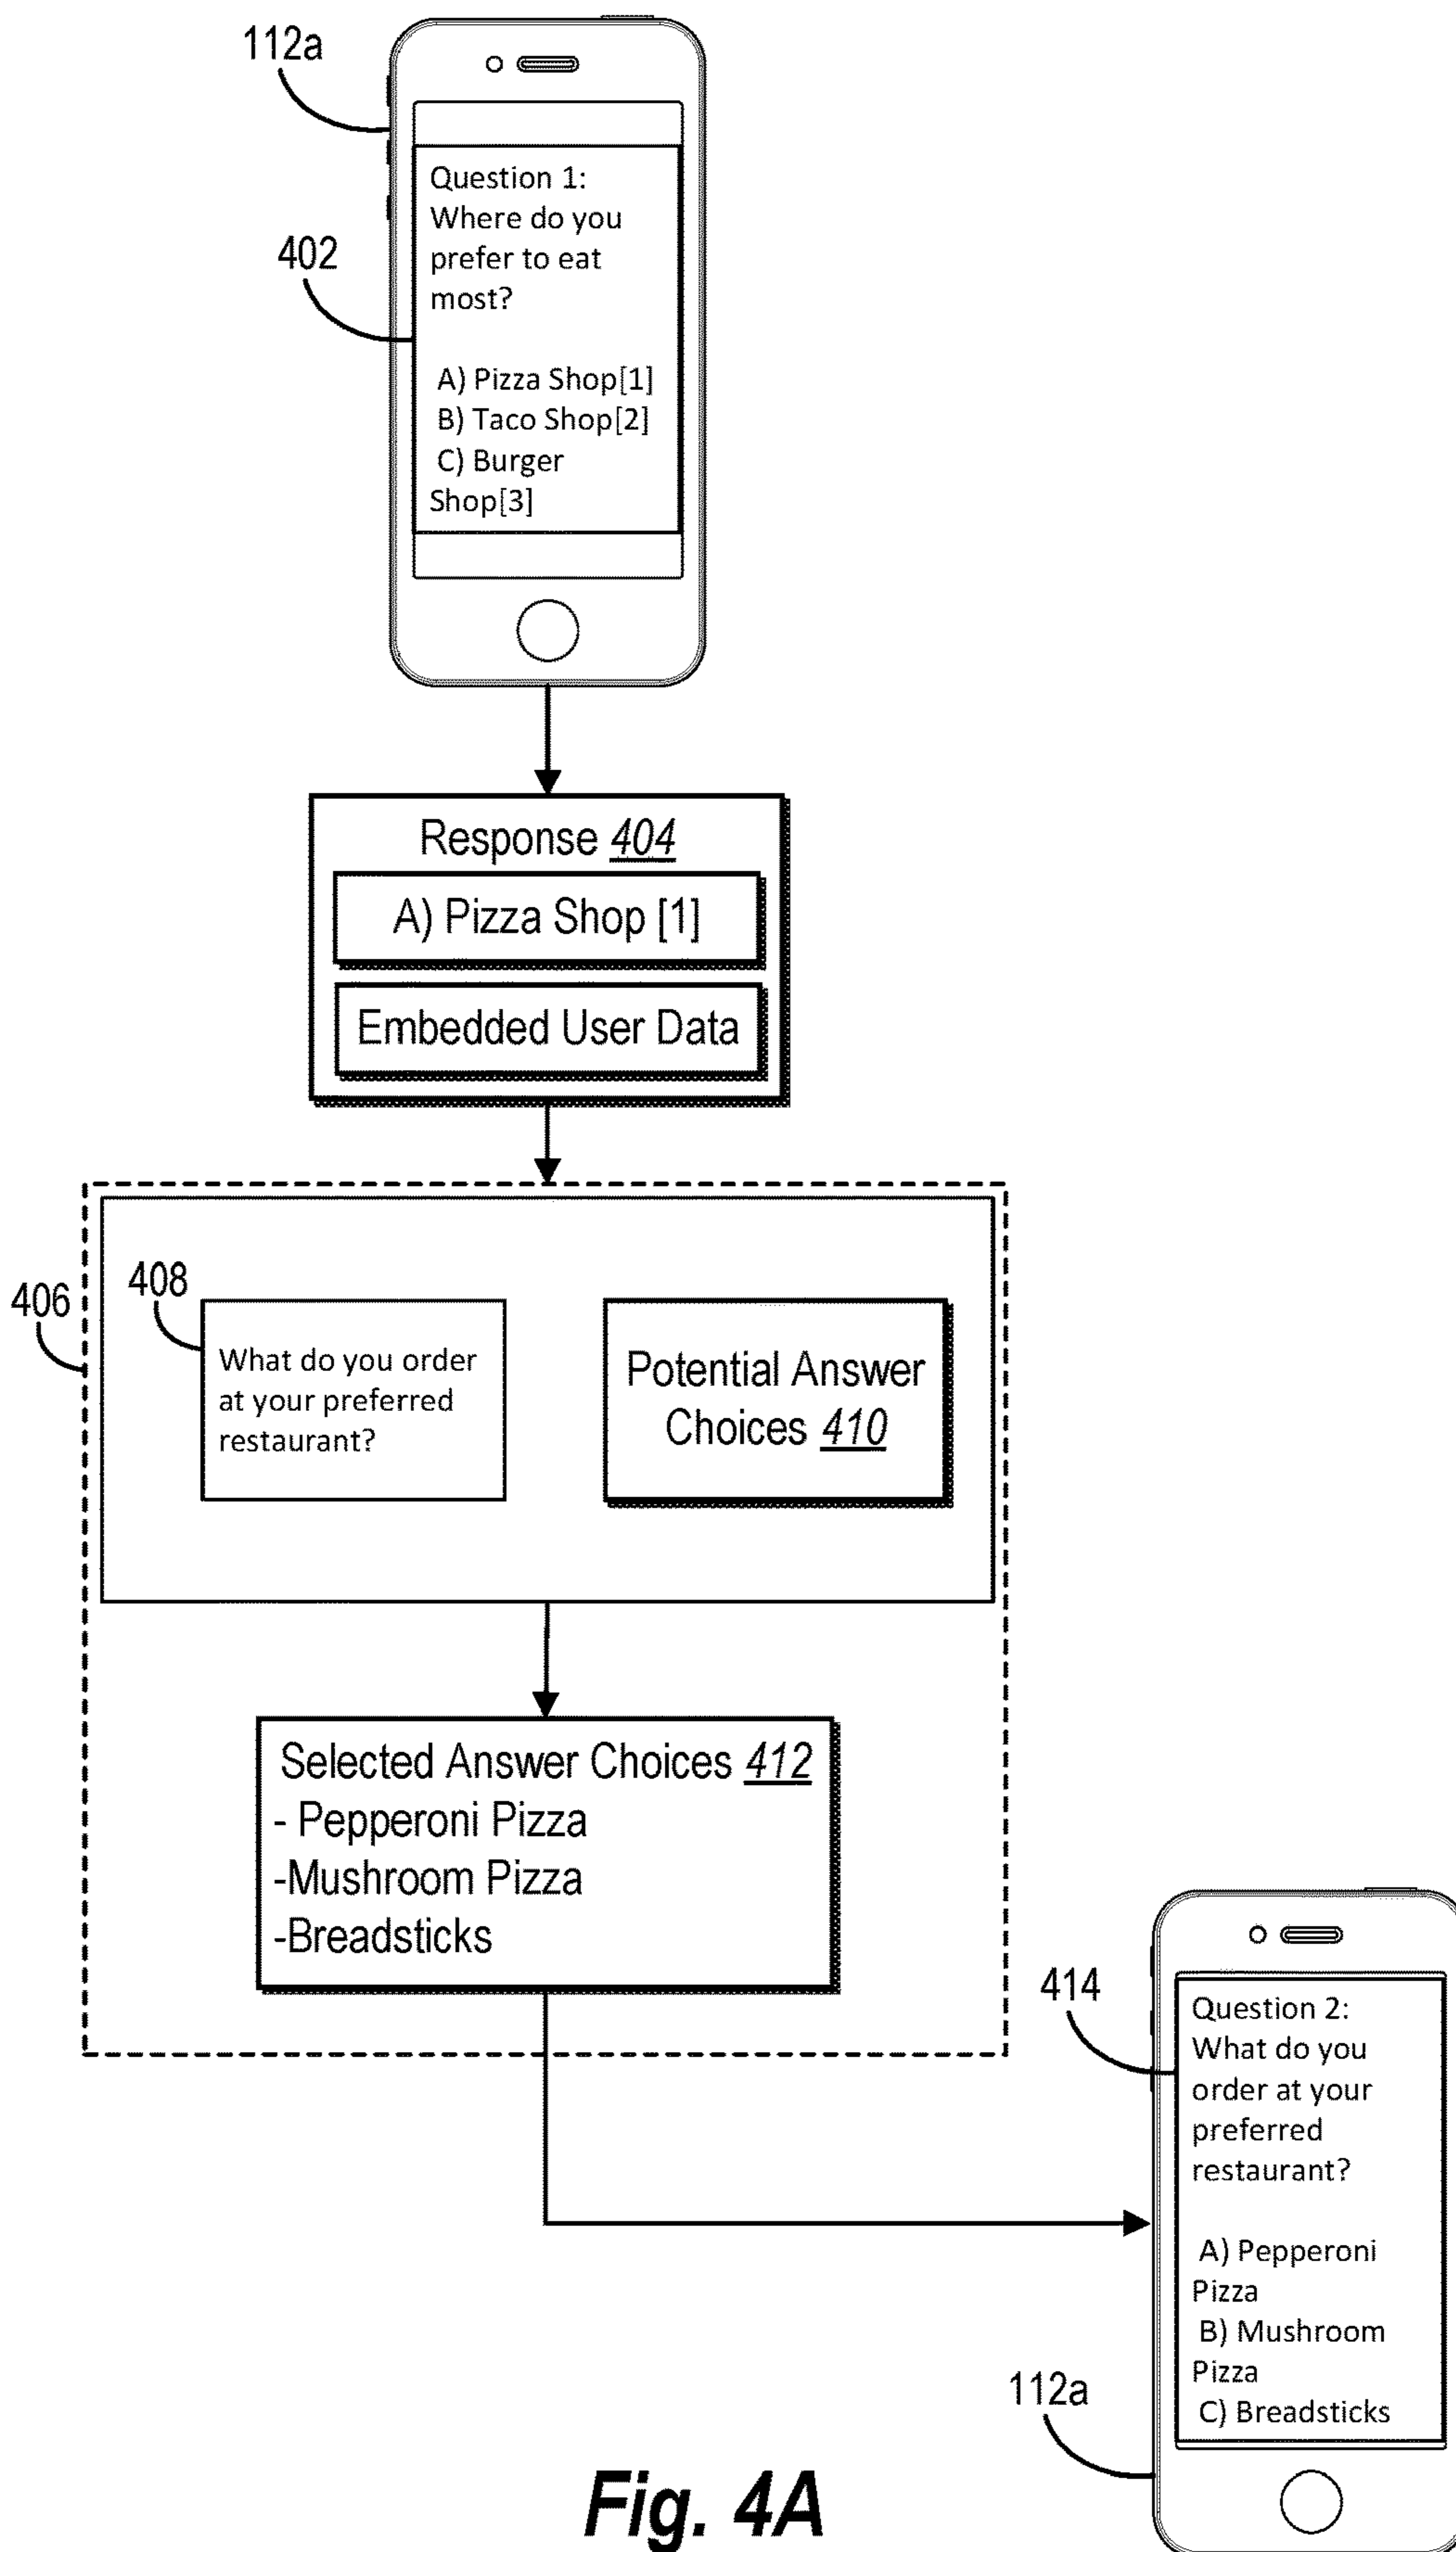 112a
Question 1:
Where do you
prefer to eat
most?
402
A) Pizza Shop[1]
B) Taco Shop[2]
C) Burger
Shop[3]
Response 404
A) Pizza Shop [1]
Embedded User Data
406
408
What do you order
at your preferred
restaurant?
Potential Answer
Choices 410
Selected Answer Choices 412
- Pepperoni Pizza
-Mushroom Pizza
-Breadsticks
414
Question 2:
What do you
order at your
preferred
restaurant?
A) Pepperoni
Pizza
B) Mushroom
Pizza
C) Breadsticks
112a
Fig. 4A